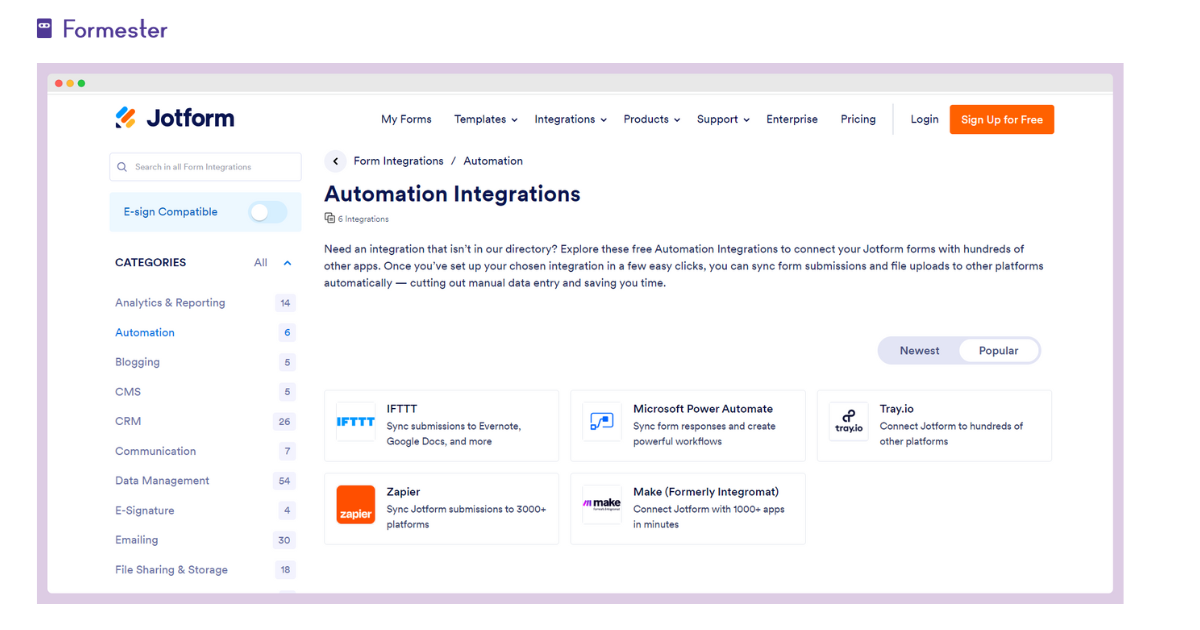 Formester
Jotform
My Forms Templates Integrations Products Support Enterprise Pricing Login Sign Up for Free
Search in all Form Integrations
E-sign Compatible
CATEGORIES All
Analytics & Reporting 14
Automation 6
Blogging 5
CMS 5
CRM 26
Communication 7
Data Management 54
E-Signature 4
Emailing 30
File Sharing & Storage 18
Form Integrations / Automation
Automation Integrations
6 Integrations
Need an integration that isn't in our directory? Explore these free Automation Integrations to connect your Jotform forms with hundreds of
other apps. Once you've set up your chosen integration in a few easy clicks, you can sync form submissions and file uploads to other platforms
automatically — cutting out manual data entry and saving you time.
Newest Popular
IFTTT
IFTTT
Sync submissions to Evernote,
Google Docs, and more
Microsoft Power Automate
Sync form responses and create
powerful workflows
tray.io
Tray.io
Connect Jotform to hundreds of
other platforms
zapier
Zapier
Sync Jotform submissions to 3000+
platforms
make
Make (Formerly Integromat)
Connect Jotform with 1000+ apps
in minutes